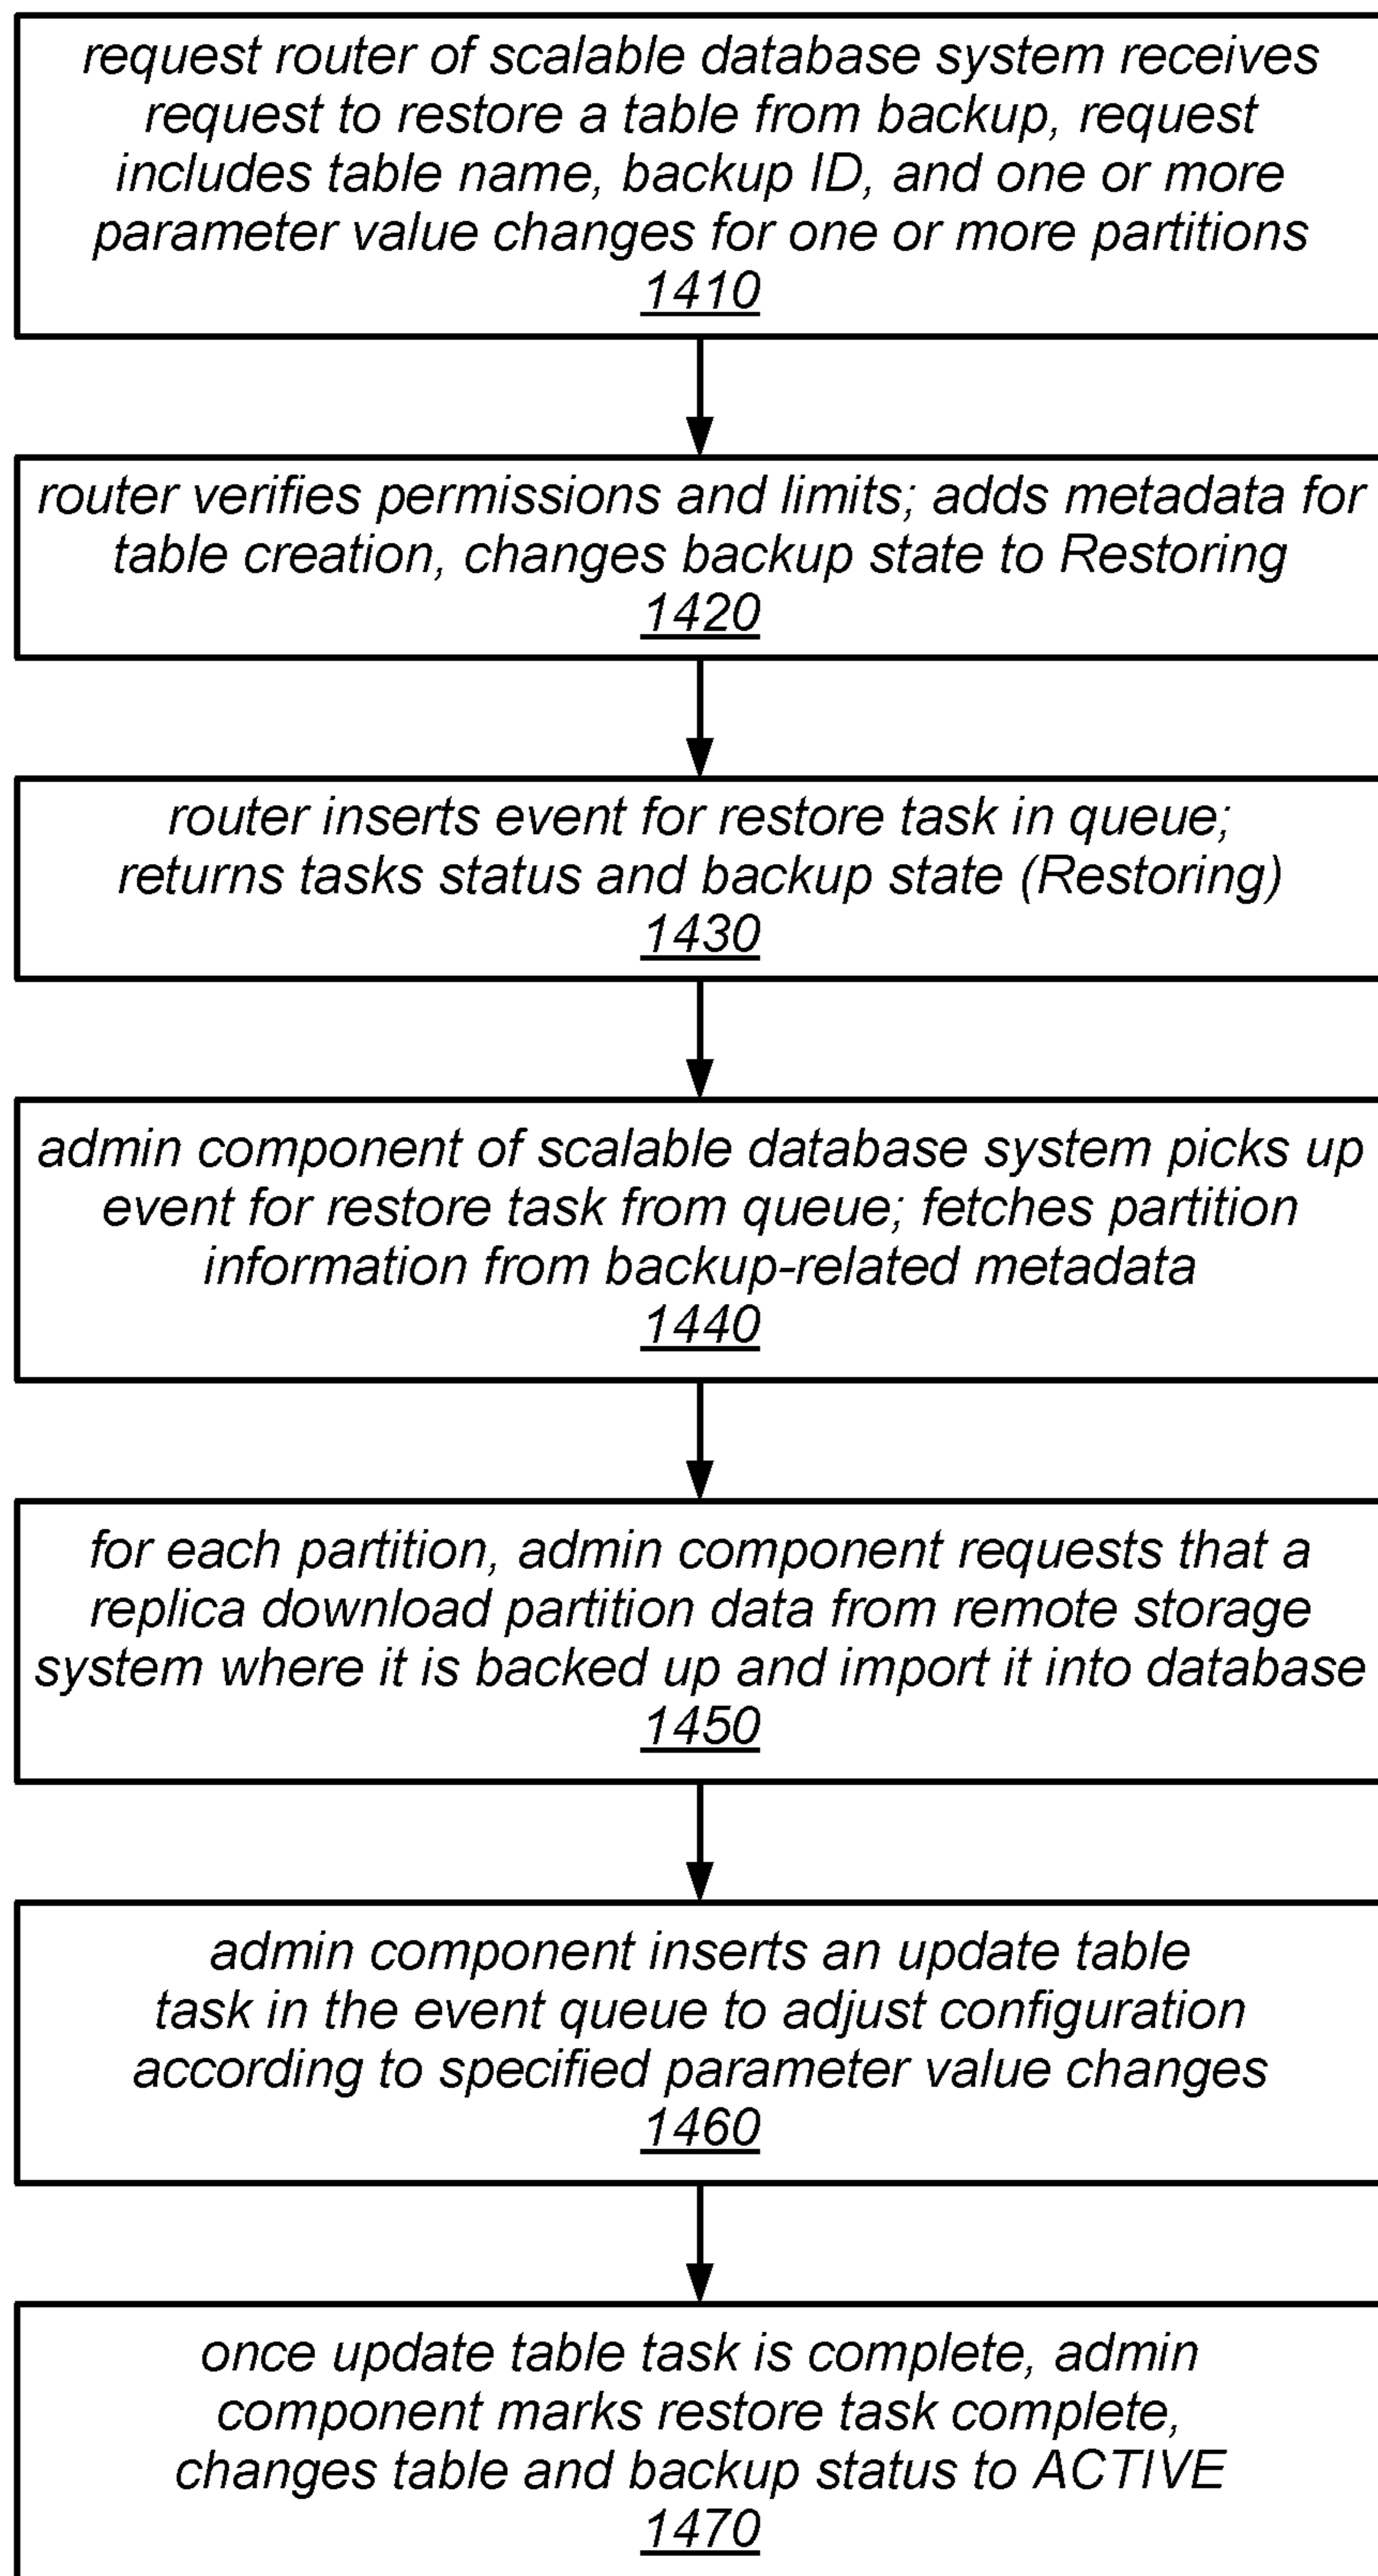 request router of scalable database system receives
request to restore a table from backup, request
includes table name, backup ID, and one or more
parameter value changes for one or more partitions
1410
router verifies permissions and limits; adds metadata for
table creation, changes backup state to Restoring
1420
router inserts event for restore task in queue;
returns tasks status and backup state (Restoring)
1430
admin component of scalable database system picks up
event for restore task from queue; fetches partition
information from backup-related metadata
1440
for each partition, admin component requests that a
replica download partition data from remote storage
system where it is backed up and import it into database
1450
admin component inserts an update table
task in the event queue to adjust configuration
according to specified parameter value changes
1460
once update table task is complete, admin
component marks restore task complete,
changes table and backup status to ACTIVE
1470